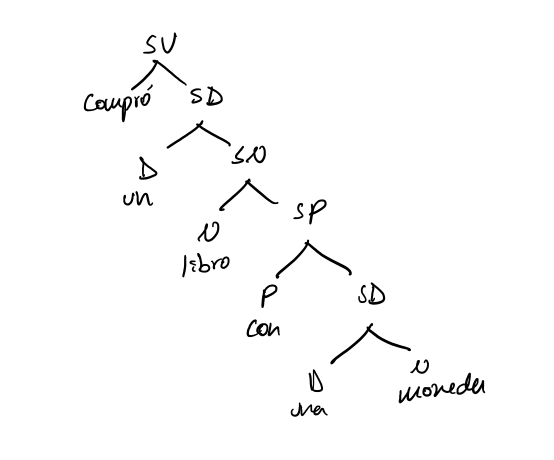 SV
compró SD
D SN
un
N SP
libro
P SD
con
D N
una moneda